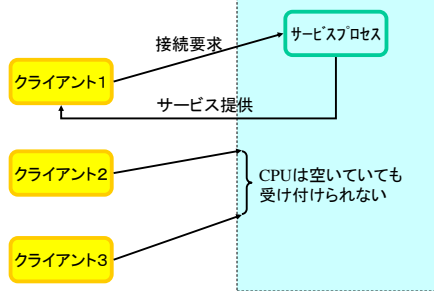 サービスプロセス
接続要求
クライアント1
サービス提供
クライアント2
CPUは空いていても
受け付けられない
クライアント3